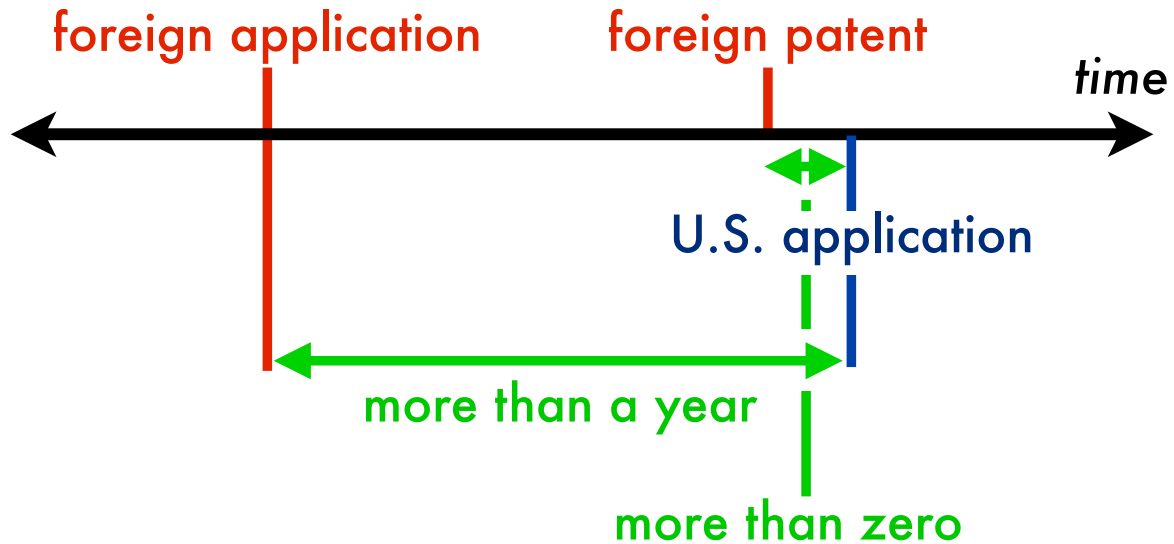 foreign application
foreign patent
time
U.S. application
more than a year
more than zero